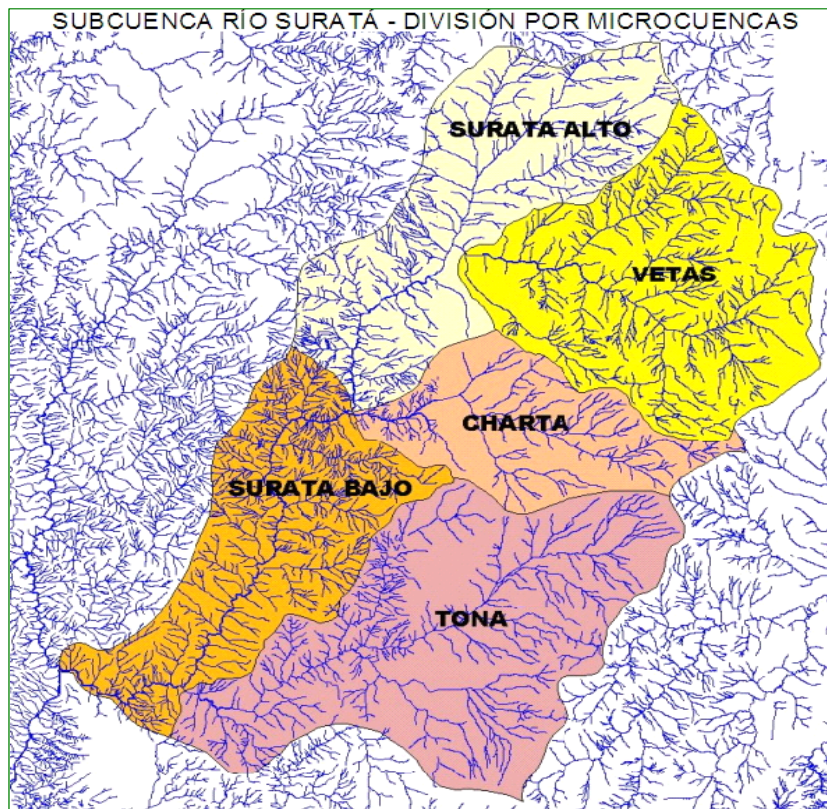 SUBCUENCA RÍO SURATÁ - DIVISIÓN POR MICROCUENCAS
SURATA ALTO
VETAS
CHARTA
SURATA BAJO
TONA